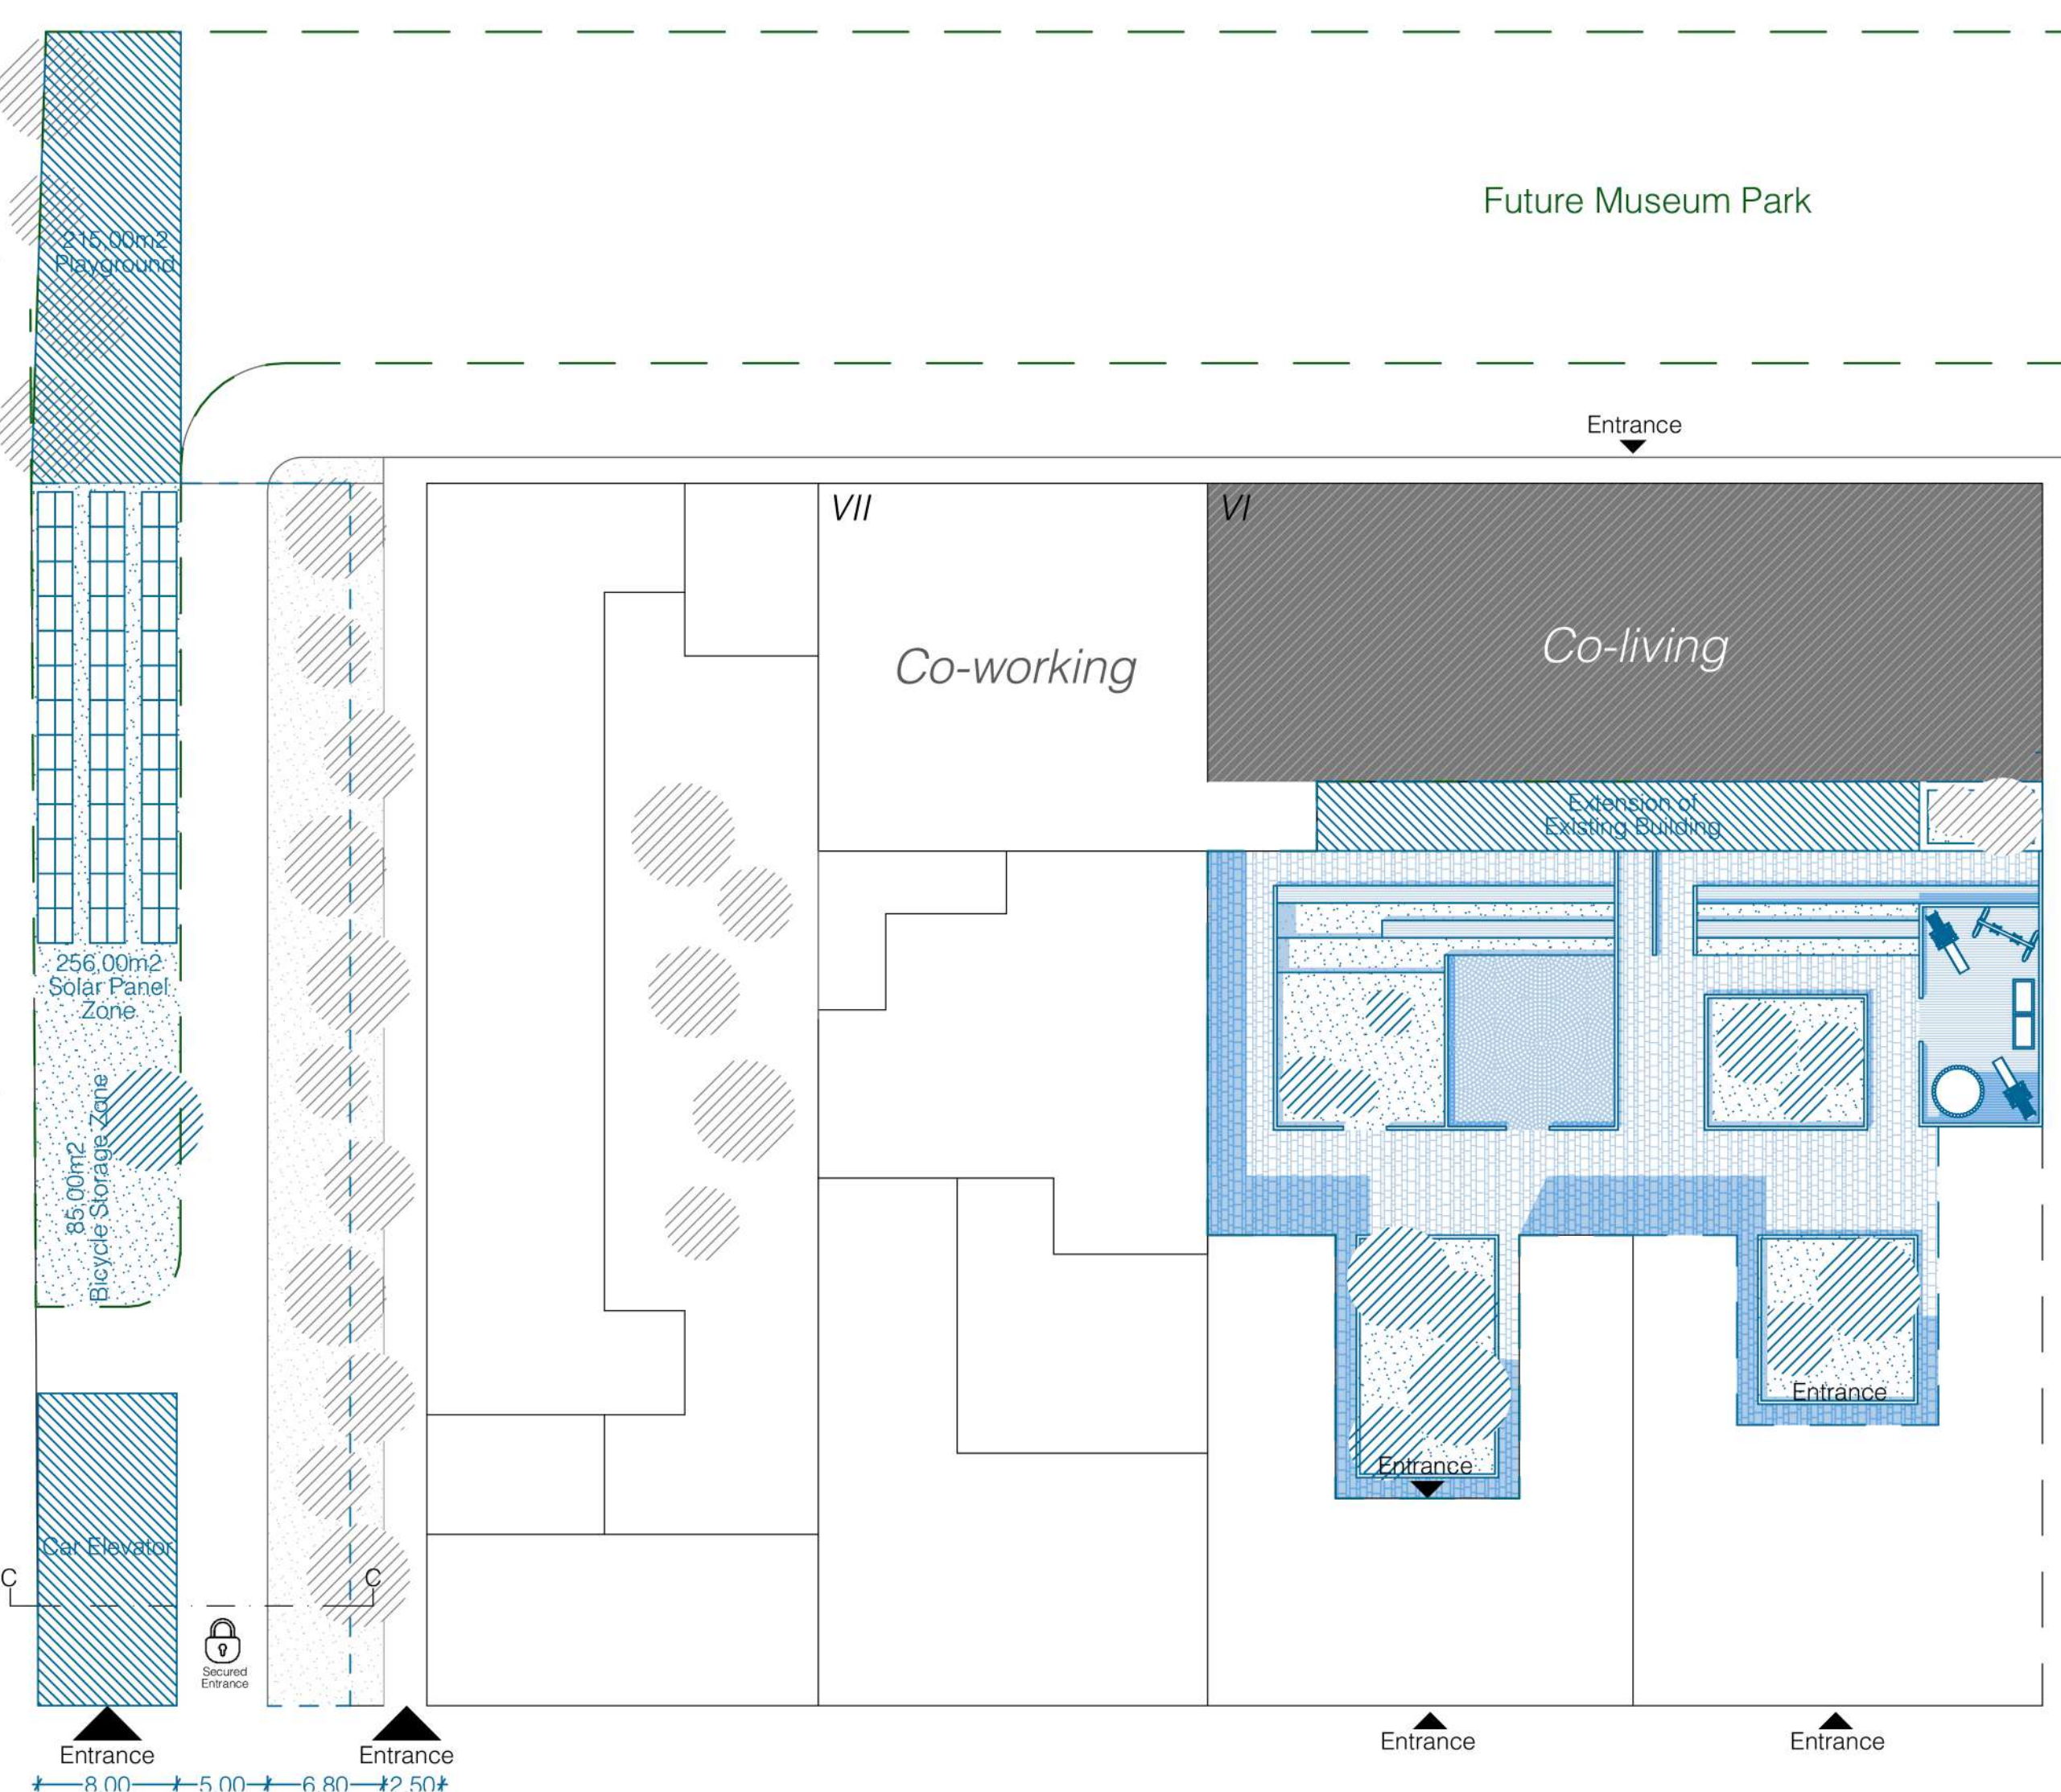 Future Museum Park
215,00m2
Playground
Entrance
VII
VI
Co-working
Co-living
Extension of
Existing Building
256,00m2
Solar Panel
Zone
85,00m2
Bicycle Storage Zone
Entrance
Entrance
Car Elevator
C
C
Secured
Entrance
Entrance
Entrance
Entrance
Entrance
8.00
5.00
6.80
2.50